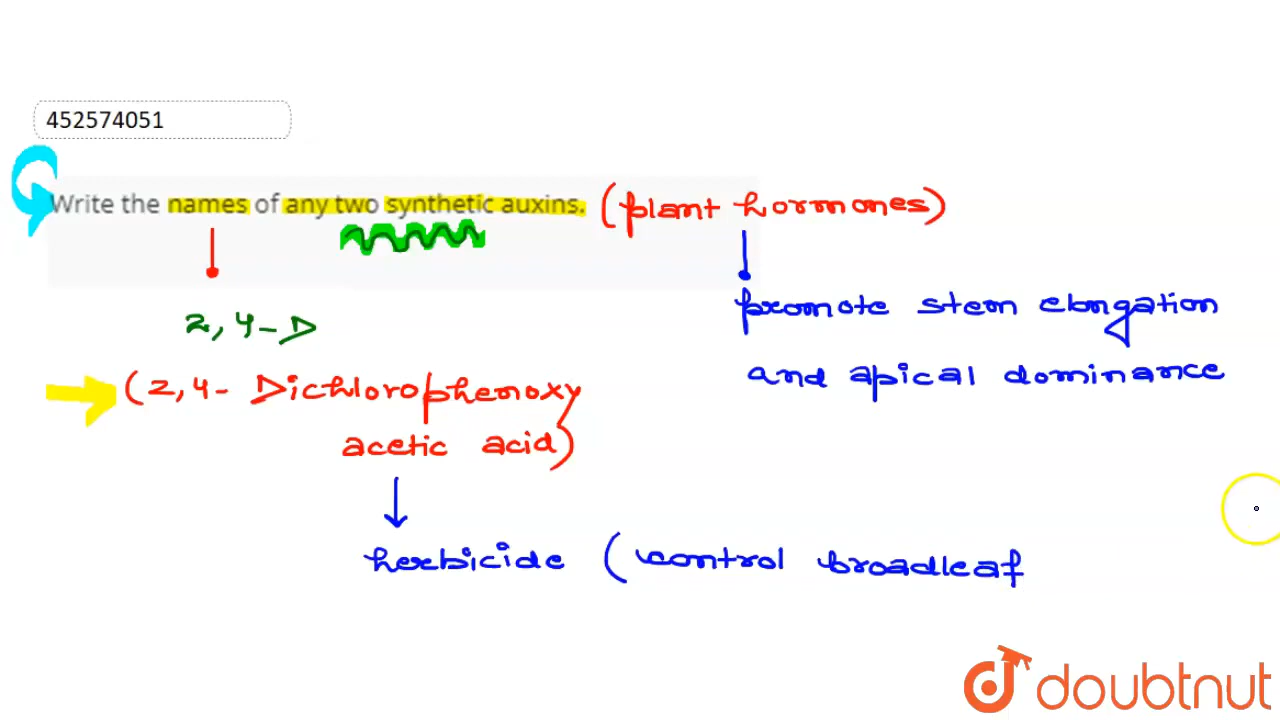 452574051
Write the names of any two synthetic auxins. (plant hormones)
2,4-D
promote stem elongation
and apical dominance
(2,4- Dichlorophenoxy
acetic acid)
herbicide (control broadleaf
doubtnut